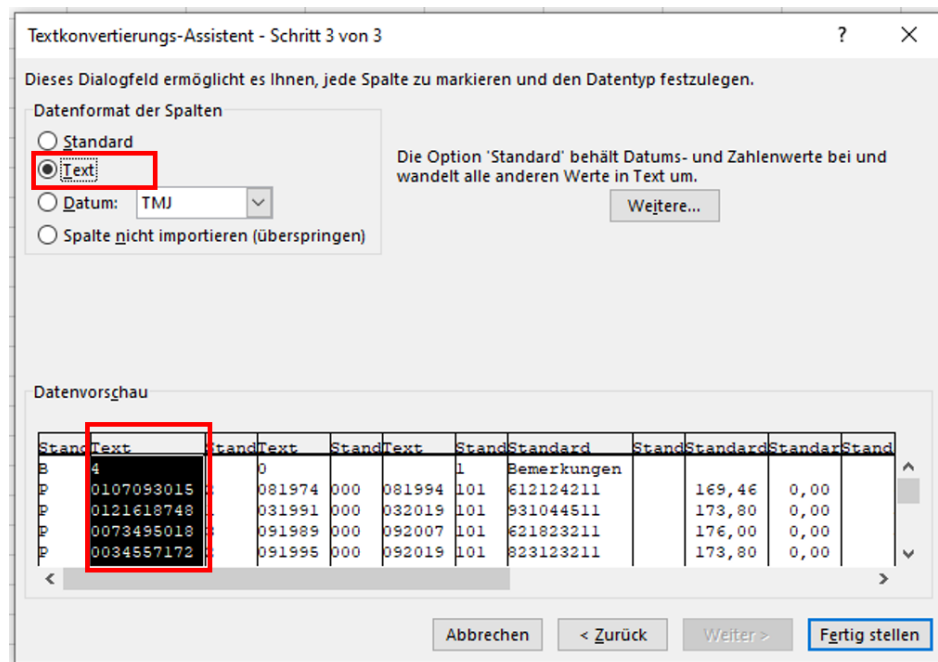 Textkonvertierungs-Assistent - Schritt 3 von 3 ?
Dieses Dialogfeld ermöglicht es Ihnen, jede Spalte zu markieren und den Datentyp festzulegen.
Datenformat der Spalten
Standard
Text
Datum: TMJ
Spalte nicht importieren (überspringen)
Die Option 'Standard' behält Datums- und Zahlenwerte bei und
wandelt alle anderen Werte in Text um.
Weitere...
Datenvorschau
Stand Text Stand Text Stand Text Stand Standard Stand Standard Standar Stand
B 4 0 1 Bemerkungen
P 0107093015 081974 000 081994 101 612124211 169,46 0,00
P 0121618748 031991 000 032019 101 931044511 173,80 0,00
P 0073495018 091989 000 092007 101 621823211 176,00 0,00
P 0034557172 091995 000 092019 101 823123211 173,80 0,00
Abbrechen < Zurück Weiter > Fertig stellen